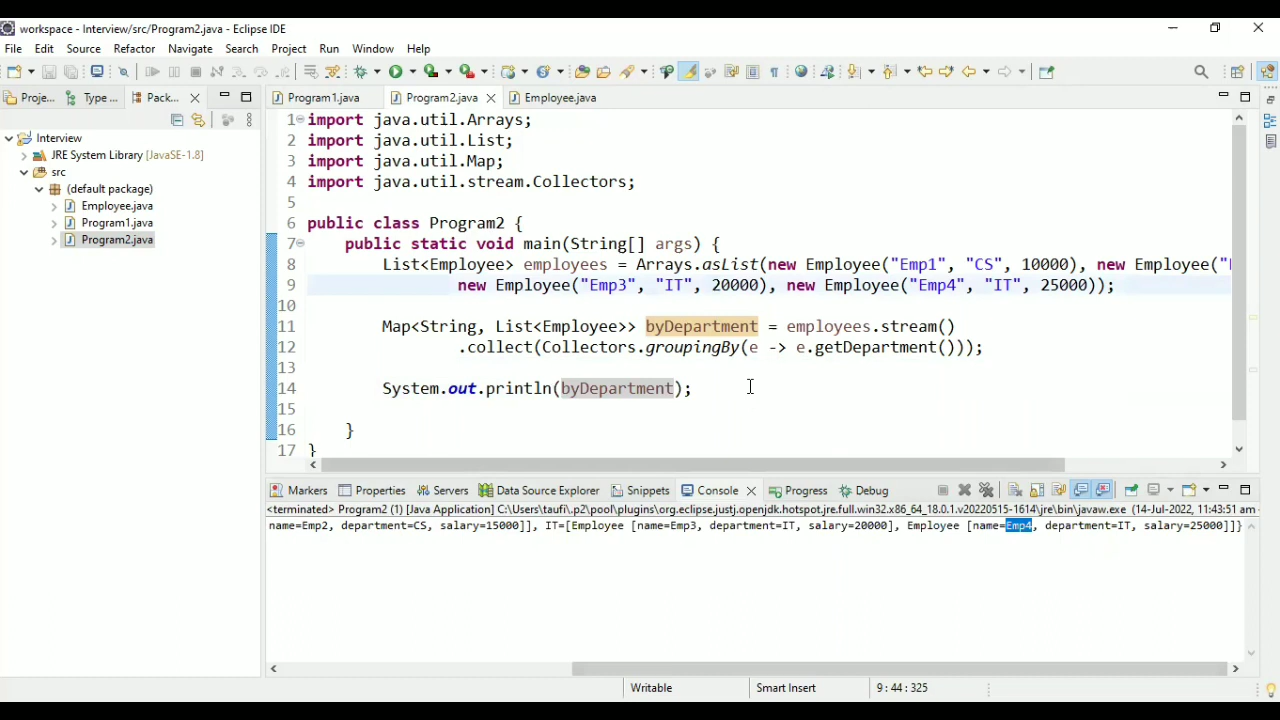 workspace - Interview/src/Program2.java - Eclipse IDE
File Edit Source Refactor Navigate Search Project Run Window Help
Proje... Type ... Pack... Program1.java Program2.java Employee.java
Interview
JRE System Library [JavaSE-1.8]
src
(default package)
Employee.java
Program1.java
Program2.java
1 import java.util.Arrays;
2 import java.util.List;
3 import java.util.Map;
4 import java.util.stream.Collectors;
5
6 public class Program2 {
7 public static void main(String[] args) {
8 List<Employee> employees = Arrays.asList(new Employee("Emp1", "CS", 10000), new Employee("
9 new Employee("Emp3", "IT", 20000), new Employee("Emp4", "IT", 25000));
10
11 Map<String, List<Employee>> byDepartment = employees.stream()
12 .collect(Collectors.groupingBy(e -> e.getDepartment()));
13
14 System.out.println(byDepartment);
15
16 }
17 }
Markers Properties Servers Data Source Explorer Snippets Console Progress Debug
<terminated> Program2 (1) [Java Application] C:\Users\taufi\.p2\pool\plugins\org.eclipse.justj.openjdk.hotspot.jre.full.win32.x86_64_18.0.1.v20220515-1614\jre\bin\javaw.exe (14-Jul-2022, 11:43:51 am -
name=Emp2, department=CS, salary=15000]], IT=[Employee [name=Emp3, department=IT, salary=20000], Employee [name=Emp4, department=IT, salary=25000]]}
Writable Smart Insert 9 : 44 : 325